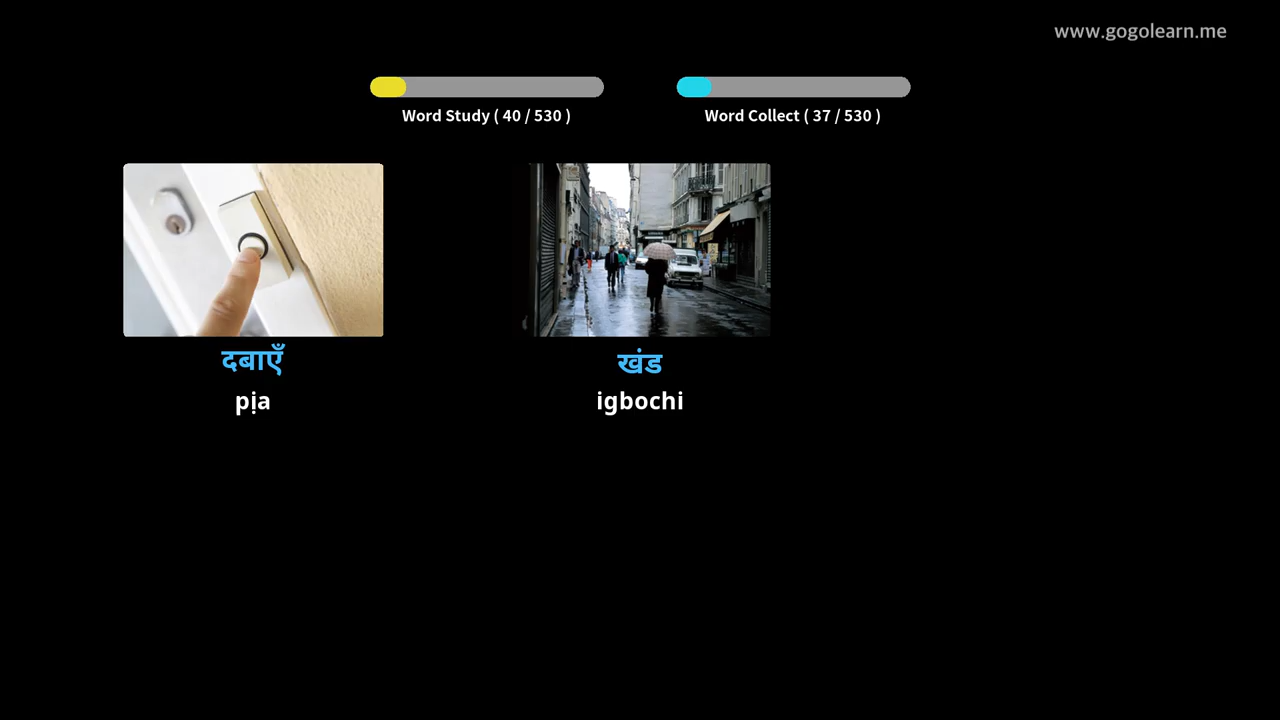 www.gogolearn.me
Word Study ( 40 / 530 )
Word Collect ( 37 / 530 )
दबाएँ
pịa
खंड
igbochi